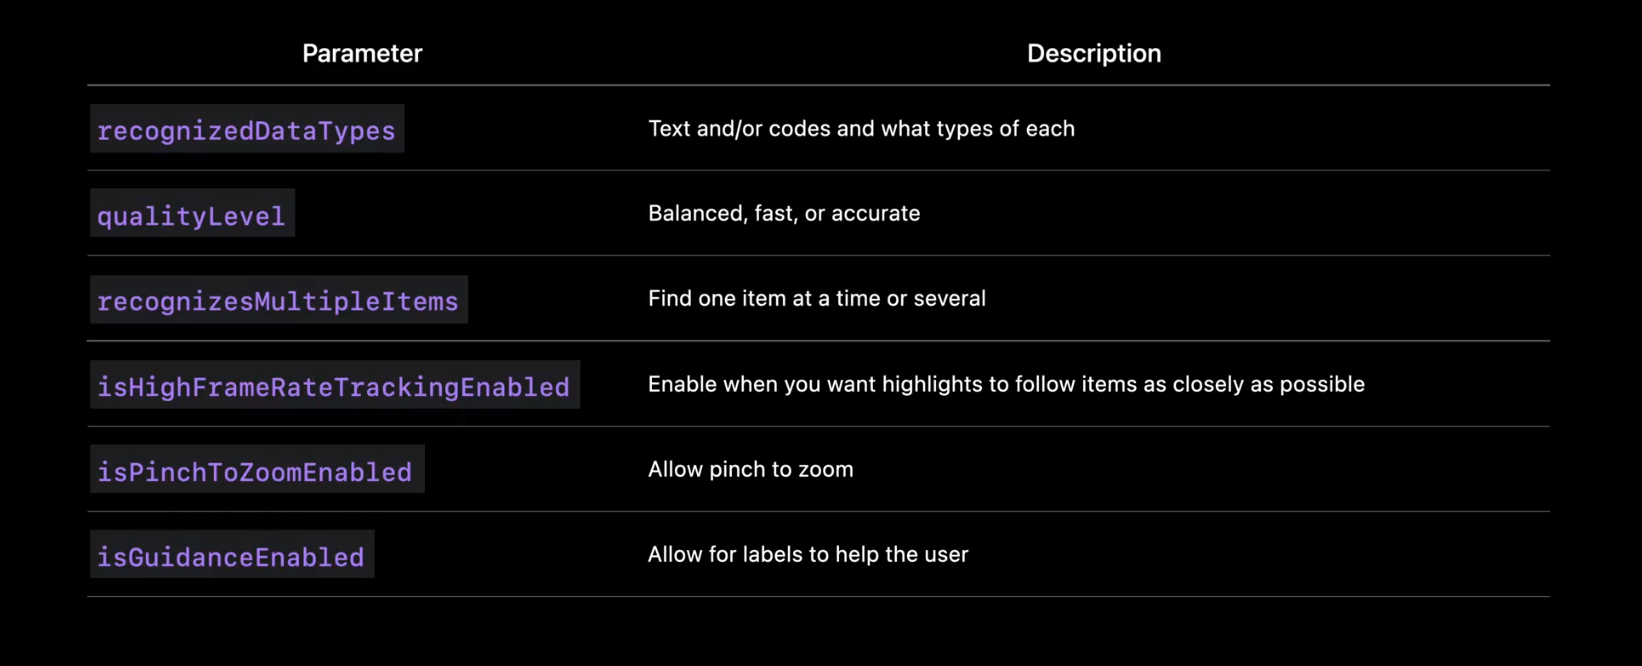 Parameter Description
recognizedDataTypes Text and/or codes and what types of each
qualityLevel Balanced, fast, or accurate
recognizesMultipleItems Find one item at a time or several
isHighFrameRateTrackingEnabled Enable when you want highlights to follow items as closely as possible
isPinchToZoomEnabled Allow pinch to zoom
isGuidanceEnabled Allow for labels to help the user